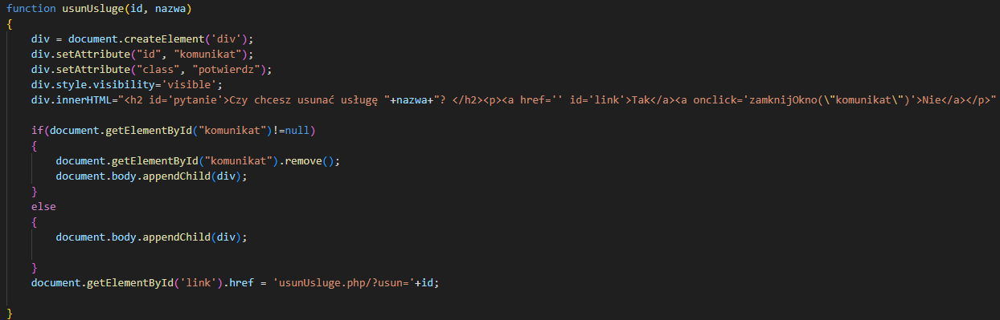 function usunUsluge(id, nazwa)
{
    div = document.createElement('div');
    div.setAttribute("id", "komunikat");
    div.setAttribute("class", "potwierdz");
    div.style.visibility='visible';
    div.innerHTML="<h2 id='pytanie'>Czy chcesz usunać usługę "+nazwa+"? </h2><p><a href='' id='link'>Tak</a><a onclick='zamknijOkno(\"komunikat\")'>Nie</a></p>"
    if(document.getElementById("komunikat")!=null)
    {
        document.getElementById("komunikat").remove();
        document.body.appendChild(div);
    }
    else
    {
        document.body.appendChild(div);
    }
    document.getElementById('link').href = 'usunUsluge.php/?usun='+id;
}